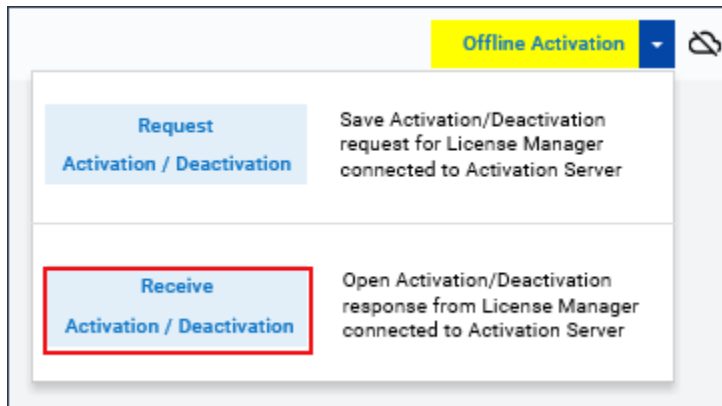 Offline Activation
Request
Activation / Deactivation
Save Activation/Deactivation
request for License Manager
connected to Activation Server
Receive
Activation / Deactivation
Open Activation/Deactivation
response from License Manager
connected to Activation Server